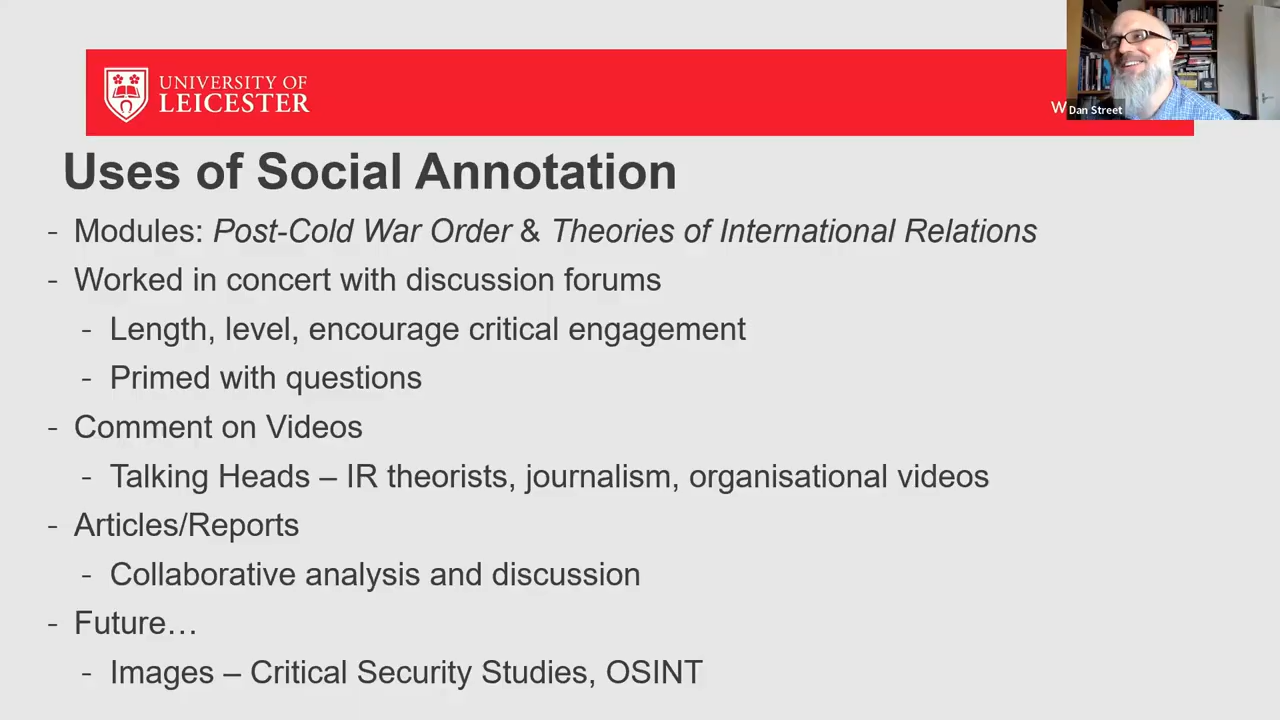 UNIVERSITY OF
LEICESTER
W
Dan Street
Uses of Social Annotation
- Modules: Post-Cold War Order & Theories of International Relations
- Worked in concert with discussion forums
- Length, level, encourage critical engagement
- Primed with questions
- Comment on Videos
- Talking Heads – IR theorists, journalism, organisational videos
- Articles/Reports
- Collaborative analysis and discussion
- Future…
- Images – Critical Security Studies, OSINT